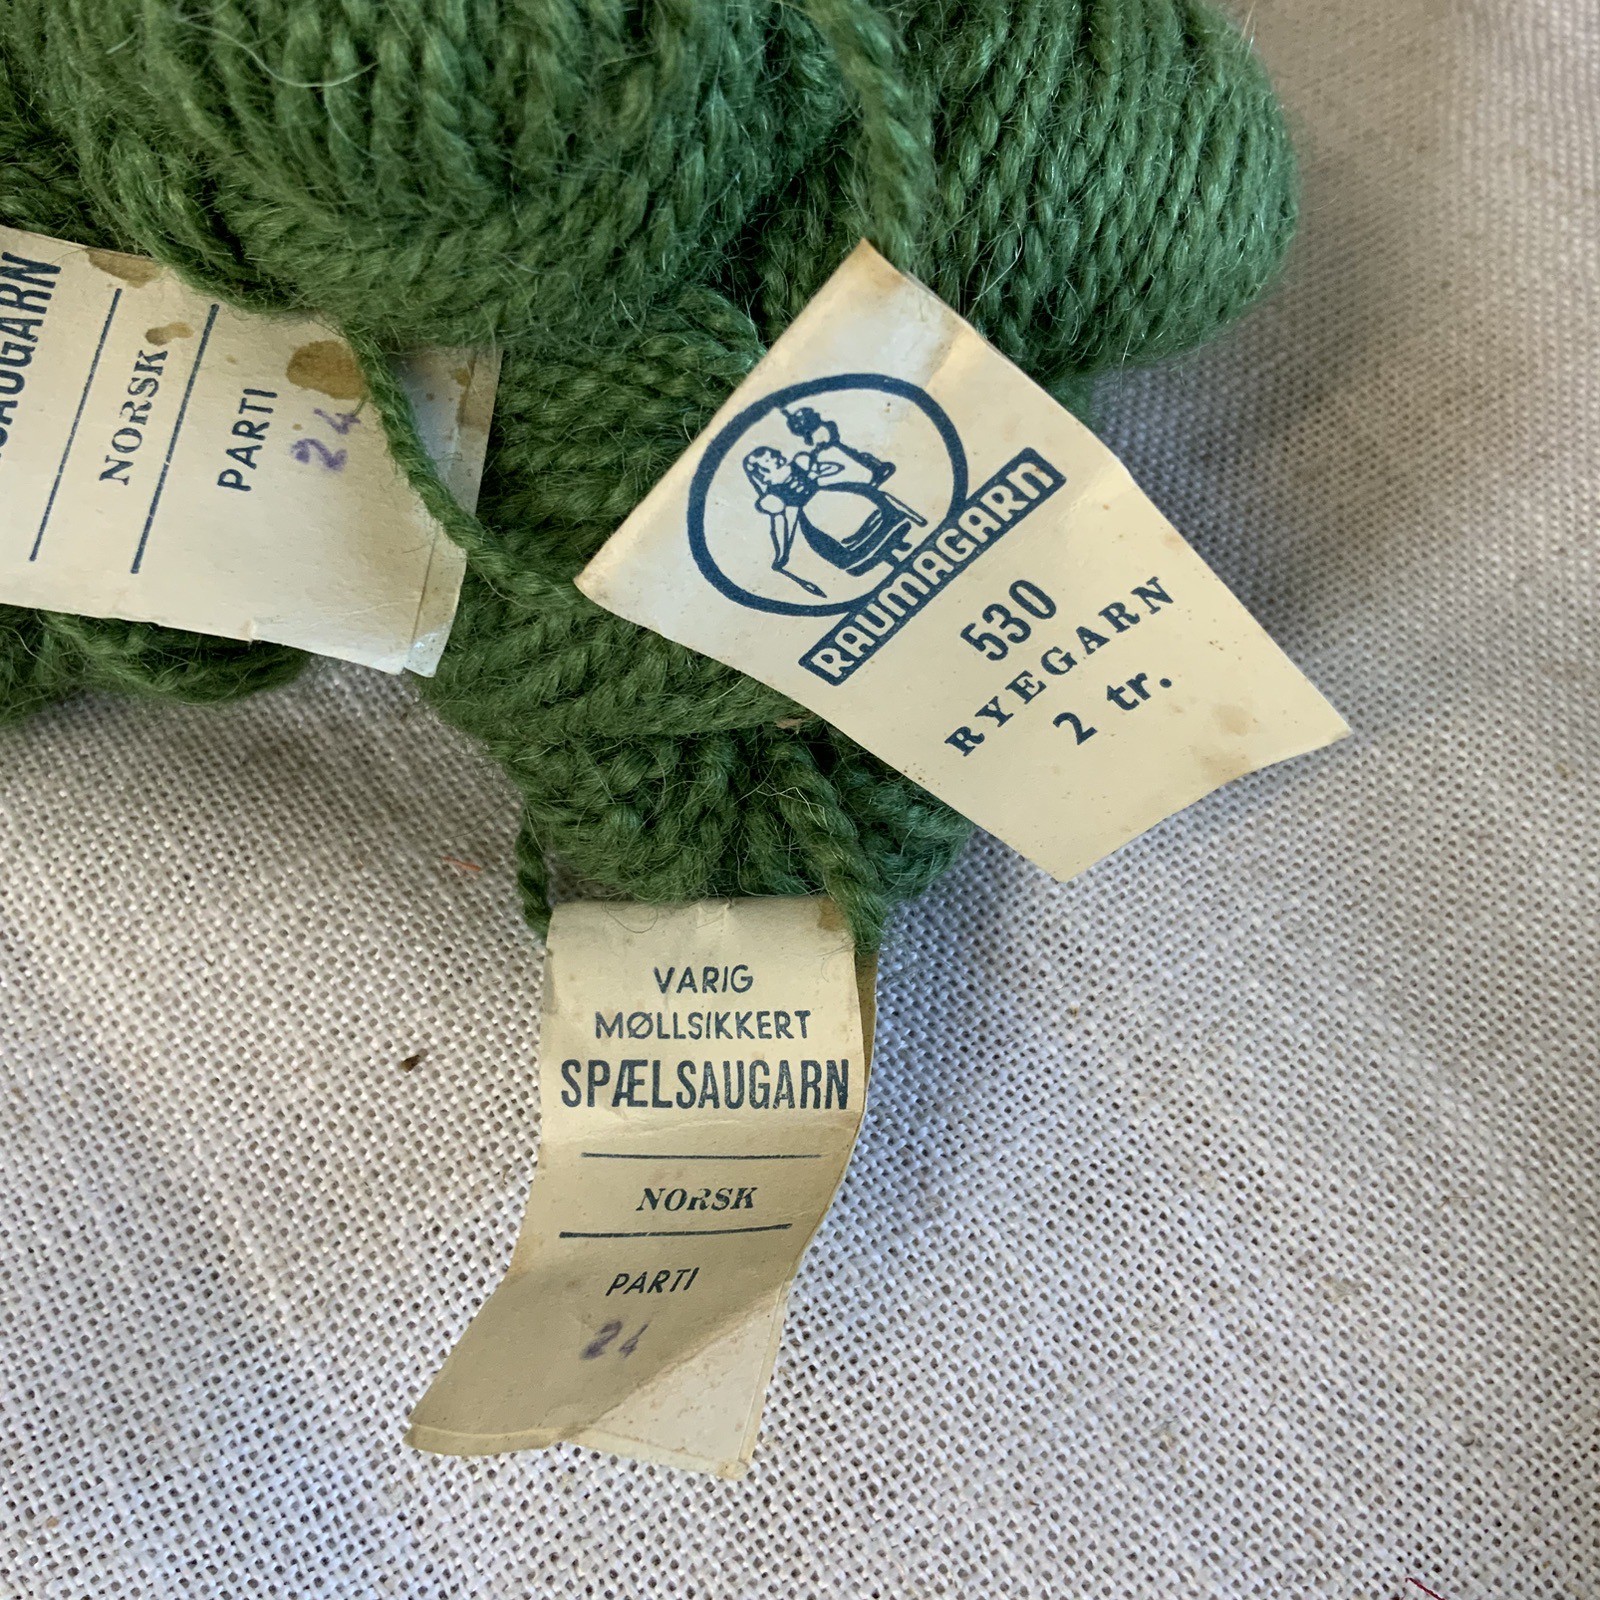 SAUGARN
NORSK
PARTI
24
RAUMAGARN
530
RYEGARN
2 tr.
VARIG
MØLLSIKKERT
SPÆLSAUGARN
NORSK
PARTI
24